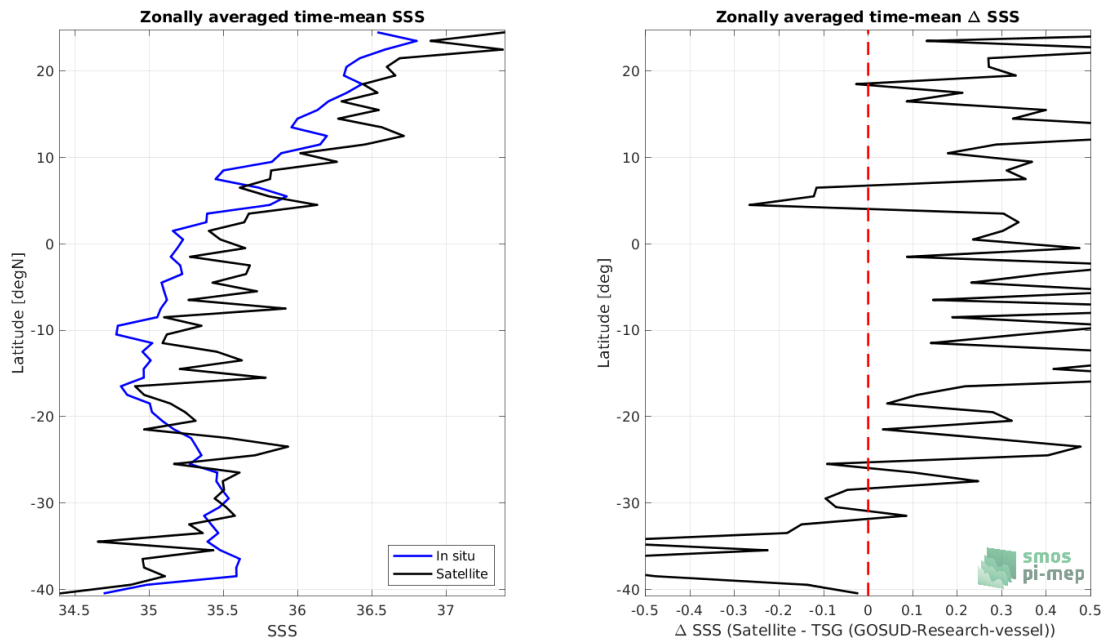 Zonally averaged time-mean SSS
20
10
0
-10
-20
-30
-40
Latitude [degN]
34.5 35 35.5 36 36.5 37
SSS
In situ
Satellite
Zonally averaged time-mean Δ SSS
20
10
0
-10
-20
-30
-40
Latitude [deg]
-0.5 -0.4 -0.3 -0.2 -0.1 0 0.1 0.2 0.3 0.4 0.5
Δ SSS (Satellite - TSG (GOSUD-Research-vessel))
smos
pi-mep